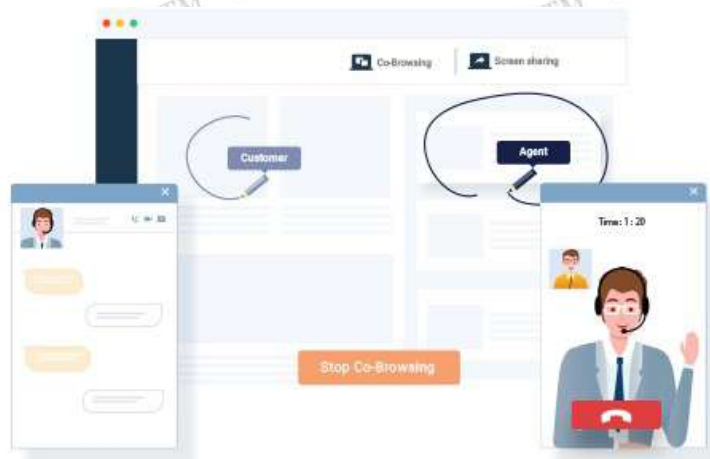 Co-Browsing
Screen sharing
Customer
Agent
Time: 1 : 20
Stop Co-Browsing